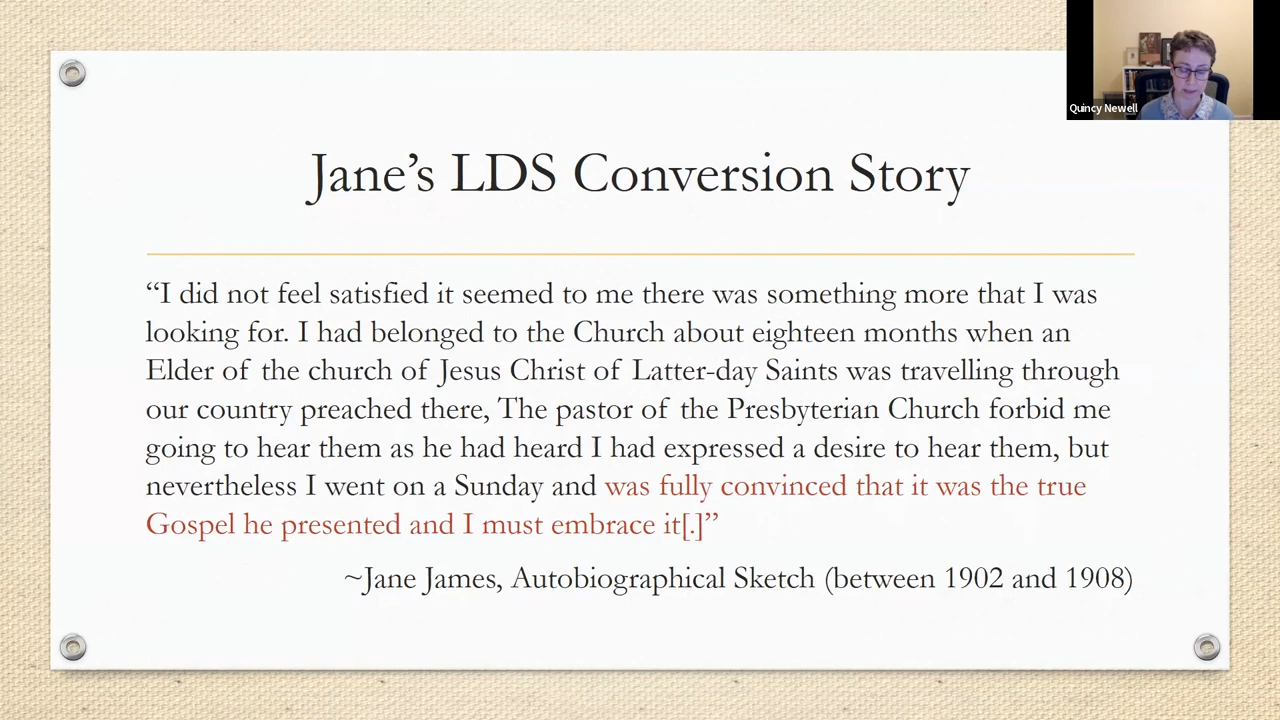 Quincy Newell
Jane’s LDS Conversion Story
“I did not feel satisfied it seemed to me there was something more that I was
looking for. I had belonged to the Church about eighteen months when an
Elder of the church of Jesus Christ of Latter-day Saints was travelling through
our country preached there, The pastor of the Presbyterian Church forbid me
going to hear them as he had heard I had expressed a desire to hear them, but
nevertheless I went on a Sunday and was fully convinced that it was the true
Gospel he presented and I must embrace it[.]”
~Jane James, Autobiographical Sketch (between 1902 and 1908)